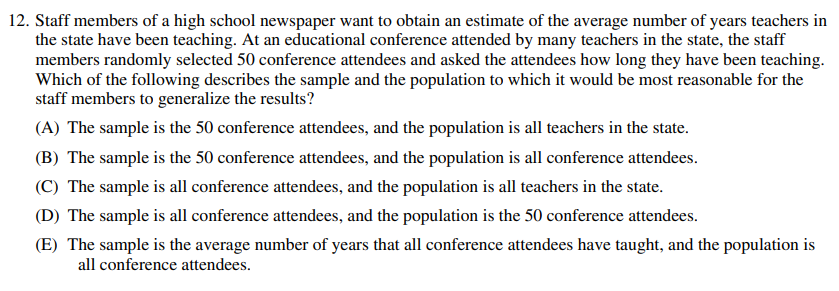 12. Staff members of a high school newspaper want to obtain an estimate of the average number of years teachers in
the state have been teaching. At an educational conference attended by many teachers in the state, the staff
members randomly selected 50 conference attendees and asked the attendees how long they have been teaching.
Which of the following describes the sample and the population to which it would be most reasonable for the
staff members to generalize the results?
(A) The sample is the 50 conference attendees, and the population is all teachers in the state.
(B) The sample is the 50 conference attendees, and the population is all conference attendees.
(C) The sample is all conference attendees, and the population is all teachers in the state.
(D) The sample is all conference attendees, and the population is the 50 conference attendees.
(E) The sample is the average number of years that all conference attendees have taught, and the population is
all conference attendees.